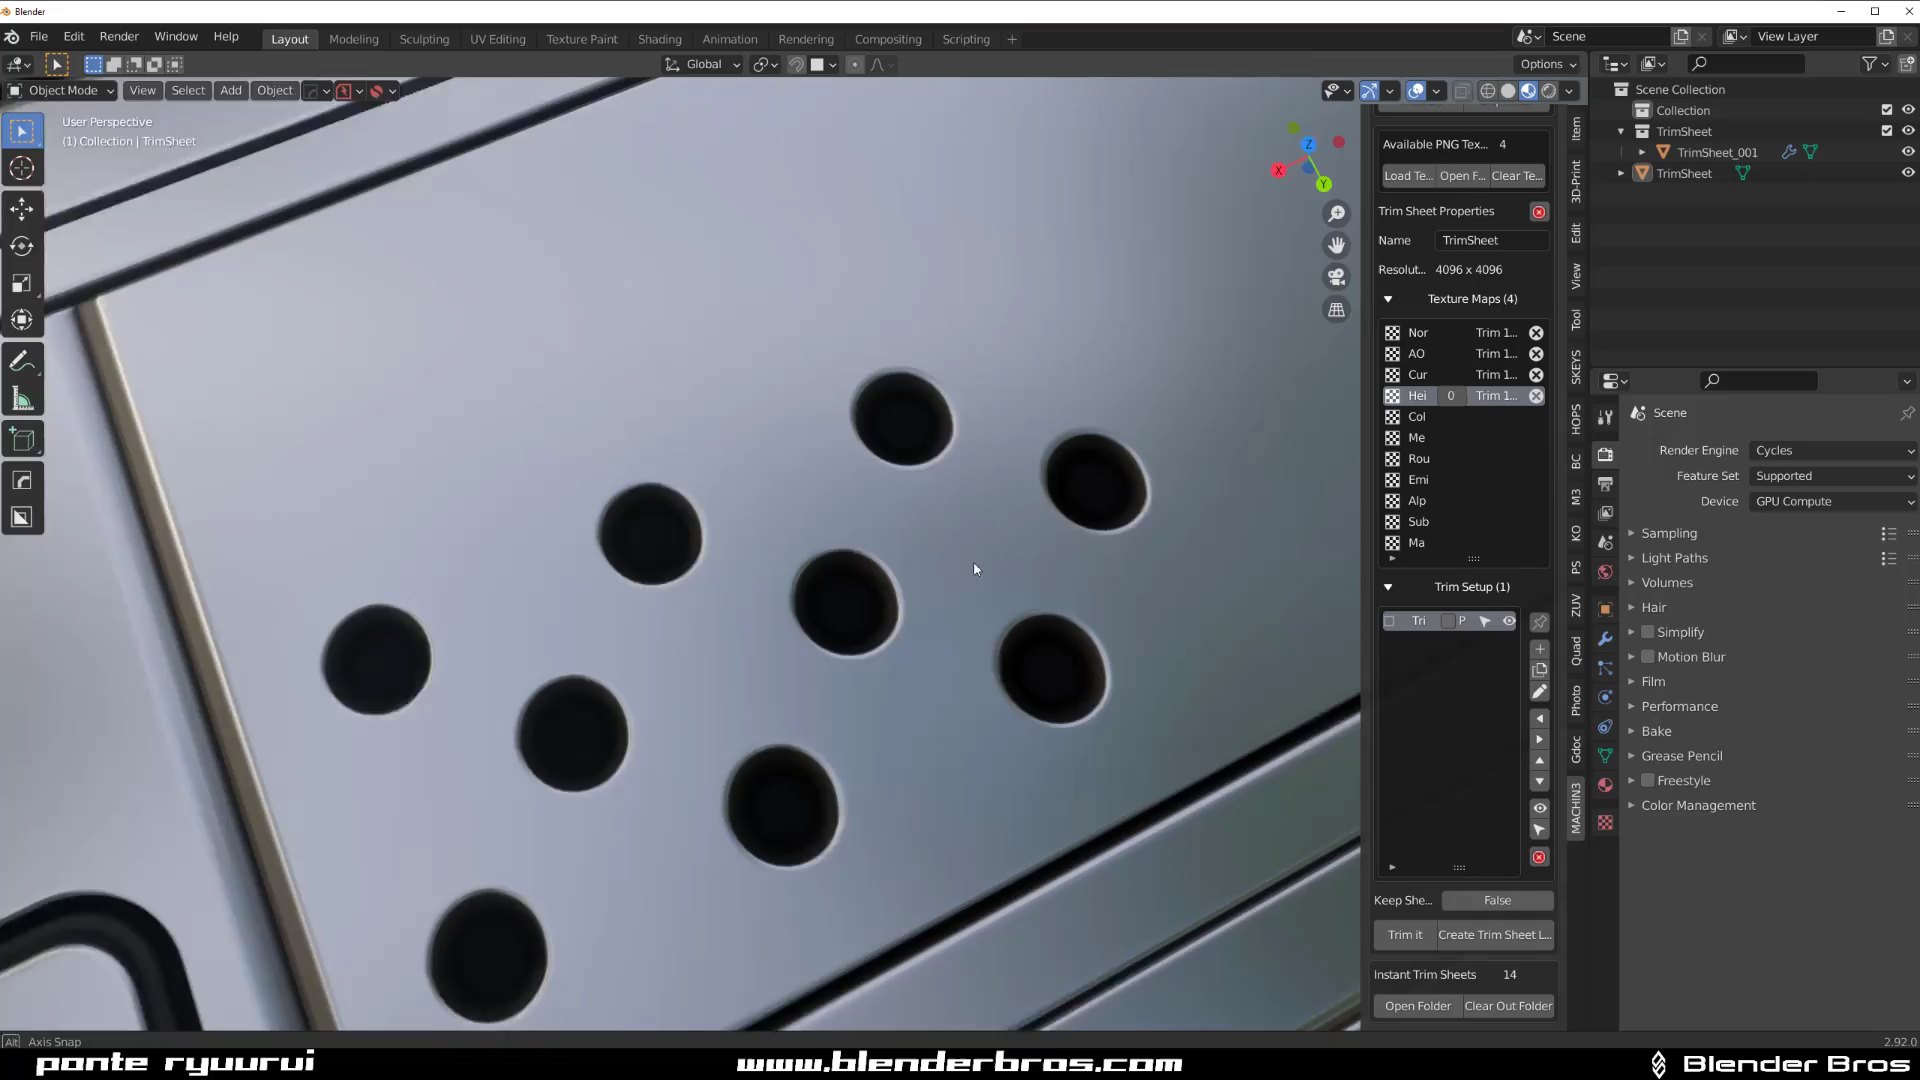 Blender
File Edit Render Window Help
Layout Modeling Sculpting UV Editing Texture Paint Shading Animation Rendering Compositing Scripting
Scene
View Layer
Global
Options
Object Mode View Select Add Object
User Perspective
(1) Collection | TrimSheet
Z
X
Y
Available PNG Tex... 4
Load Te... Open F... Clear Te...
Trim Sheet Properties
Name TrimSheet
Resolut... 4096 x 4096
Texture Maps (4)
Nor Trim 1...
AO Trim 1...
Cur Trim 1...
Hei 0 Trim 1...
Col
Me
Rou
Emi
Alp
Sub
Ma
Trim Setup (1)
Tri P
Keep She... False
Trim it Create Trim Sheet L...
Instant Trim Sheets 14
Open Folder Clear Out Folder
Item
3D-Print
Edit
View
Tool
SKEYS
HOPS
BC
M3
KO
PS
ZUV
Quad
Photo
Gdoc
MACHIN3
Scene Collection
Collection
TrimSheet
TrimSheet_001
TrimSheet
Scene
Render Engine Cycles
Feature Set Supported
Device GPU Compute
Sampling
Light Paths
Volumes
Hair
Simplify
Motion Blur
Film
Performance
Bake
Grease Pencil
Freestyle
Color Management
Alt Axis Snap
2.92.0
ponte ryuurui
www.blenderbros.com
Blender Bros